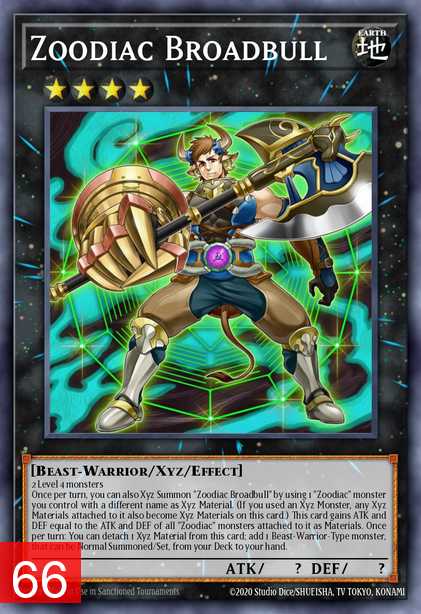 Zoodiac Broadbull
EARTH
地
[Beast-Warrior/Xyz/Effect]
2 Level 4 monsters
Once per turn, you can also Xyz Summon "Zoodiac Broadbull" by using 1 "Zoodiac" monster
you control with a different name as Xyz Material. (If you used an Xyz Monster, any Xyz
Materials attached to it also become Xyz Materials on this card.) This card gains ATK and
DEF equal to the ATK and DEF of all "Zoodiac" monsters attached to it as Materials. Once
per turn: You can detach 1 Xyz Material from this card; add 1 Beast-Warrior-Type monster,
that can be Normal Summoned/Set, from your Deck to your hand.
ATK/ ? DEF/ ?
66
Use in Sanctioned Tournaments
©2020 Studio Dice/SHUEISHA, TV TOKYO, KONAMI